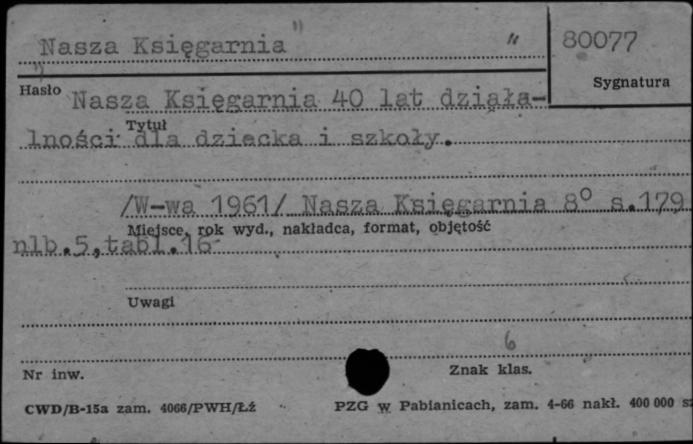 "Nasza Księgarnia" 80077
Sygnatura
Hasło Nasza Księgarnia 40 lat działa-
Tytuł
lności dla dziecka i szkoły.
/W-wa 1961/ Nasza Księgarnia 8° s.179
Miejsce, rok wyd., nakładca, format, objętość
nlb.5,tabl.16
Uwagi
6
Nr inw. Znak klas.
CWD/B-15a zam. 4066/PWH/Łź PZG w Pabianicach, zam. 4-66 nakł. 400 000 sz